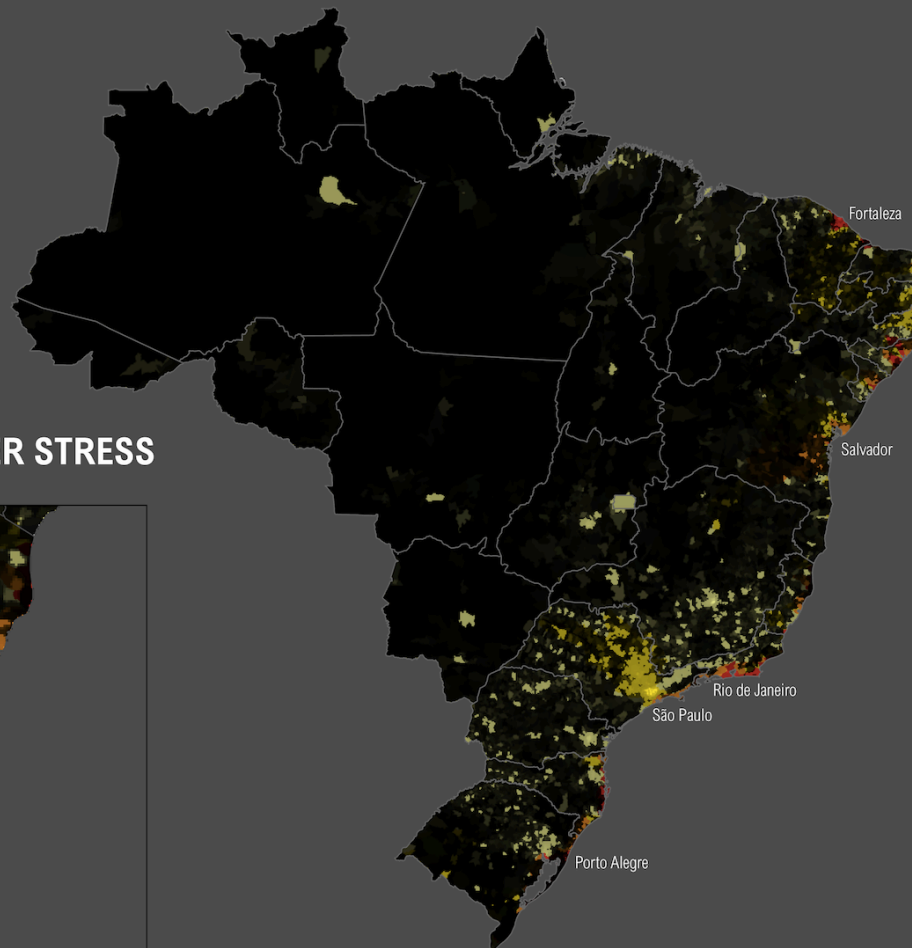 Fortaleza
R STRESS
Salvador
Rio de Janeiro
São Paulo
Porto Alegre